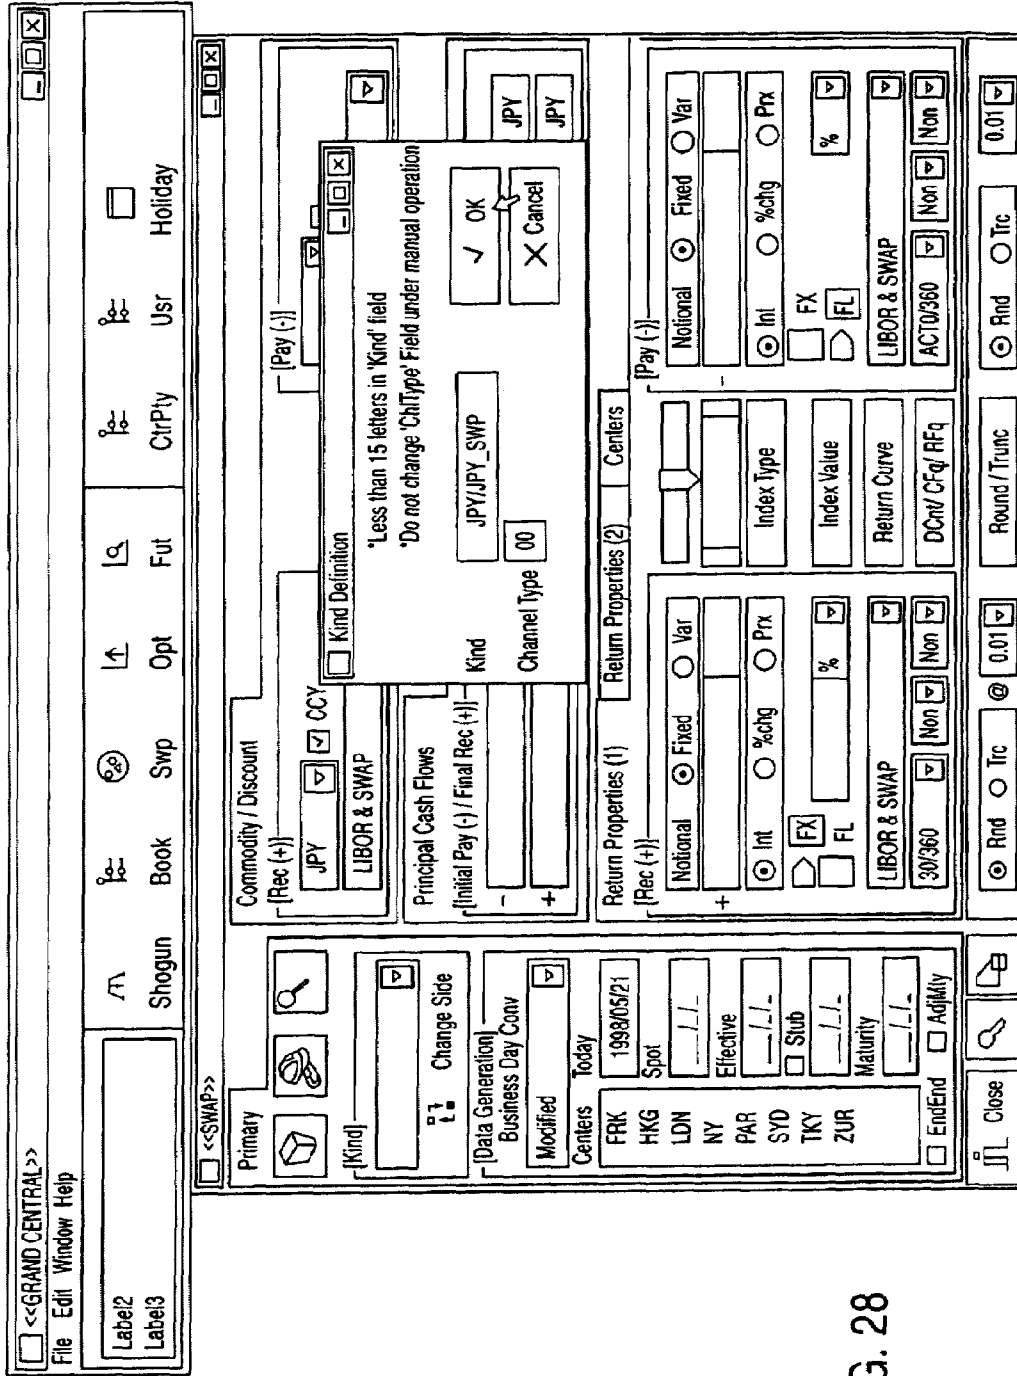 <<GRAND CENTRAL>>
File Edit Window Help
Label2
Label3
Shogun Book Swp Opt Fut CtrPty Usr Holiday
<<SWAP>>
Primary
[Kind]
Change Side
[Data Generation]
Business Day Conv
Modified
Centers Today
FRK
HKG
LDN
NY
PAR
SYD
TKY
ZUR
1998/05/21
Spot
_/_/_
Effective
_/_/_
Stub
_/_/_
Maturity
_/_/_
EndEnd AdjMty
Close
Commodity / Discount
[Rec (+)]
JPY CCY
LIBOR & SWAP
[Pay (-)]
Principal Cash Flows
[Initial Pay (-) / Final Rec (+)]
-
+
JPY
JPY
Kind Definition
*Less than 15 letters in 'Kind' field
*Do not change 'ChlType' Field under manual operation
Kind JPY/JPY_SWP
Channel Type 00
OK
Cancel
Return Properties (1) Return Properties (2) Centers
[Rec (+)]
Notional Fixed Var
+
Int %chg Prx
FX
FL
%
LIBOR & SWAP
30/360 Non Non
Index Type
Index Value
Return Curve
DCnt/ CFq/ RFq
[Pay (-)]
Notional Fixed Var
-
Int %chg Prx
FX
Rnd
FL
%
LIBOR & SWAP
ACT0/360 Non Non
Rnd Trc @ 0.01
Round / Trunc
Rnd Trc 0.01
G. 28